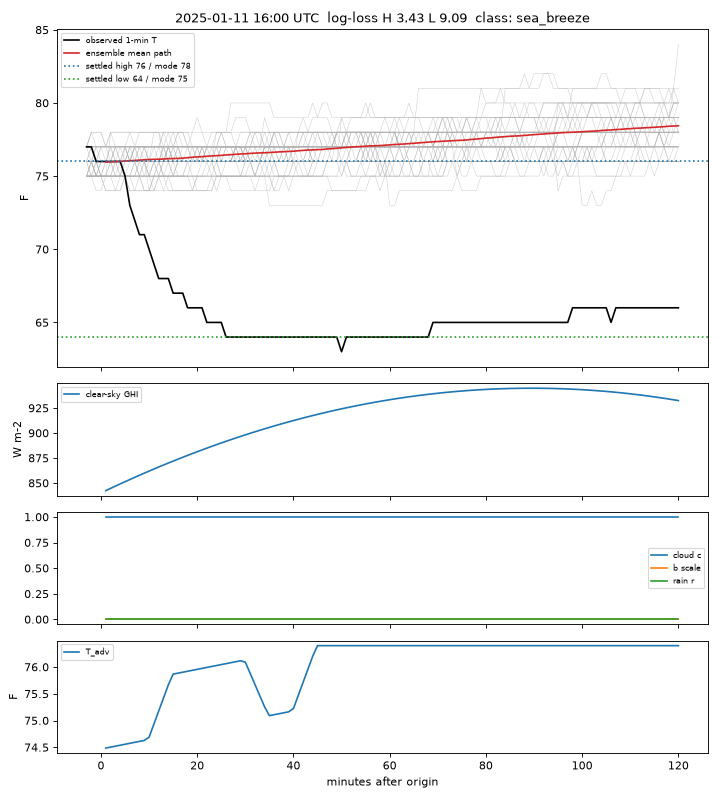 2025-01-11 16:00 UTC  log-loss H 3.43 L 9.09  class: sea_breeze
85
80
75
70
65
F
observed 1-min T
ensemble mean path
settled high 76 / mode 78
settled low 64 / mode 75
925
900
875
850
W m-2
clear-sky GHI
1.00
0.75
0.50
0.25
0.00
cloud c
b scale
rain r
76.0
75.5
75.0
74.5
F
T_adv
0
20
40
60
80
100
120
minutes after origin